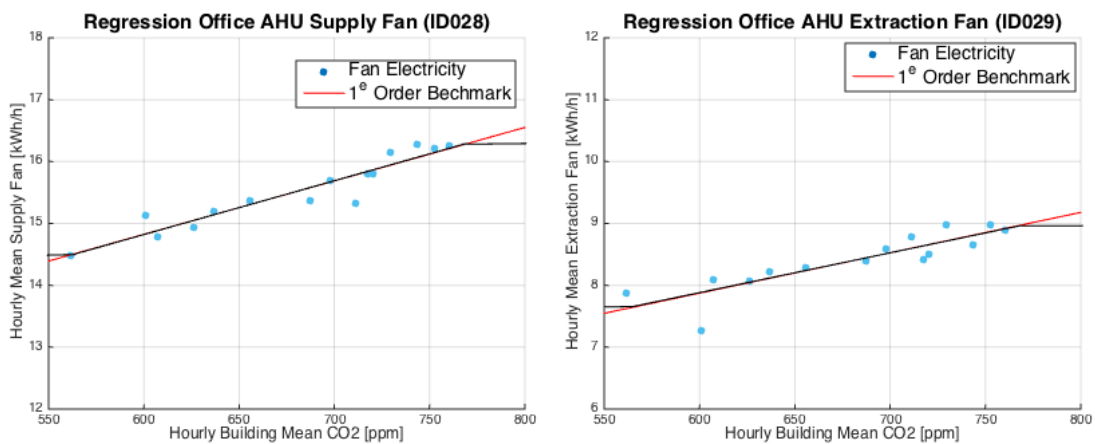 Regression Office AHU Supply Fan (ID028)
18
17
16
15
14
13
12
Hourly Mean Supply Fan [kWh/h]
Fan Electricity
1e Order Bechmark
550
600
650
700
750
800
Hourly Building Mean CO2 [ppm]
Regression Office AHU Extraction Fan (ID029)
12
11
10
9
8
7
6
Hourly Mean Extraction Fan [kWh/h]
Fan Electricity
1e Order Benchmark
550
600
650
700
750
800
Hourly Building Mean CO2 [ppm]